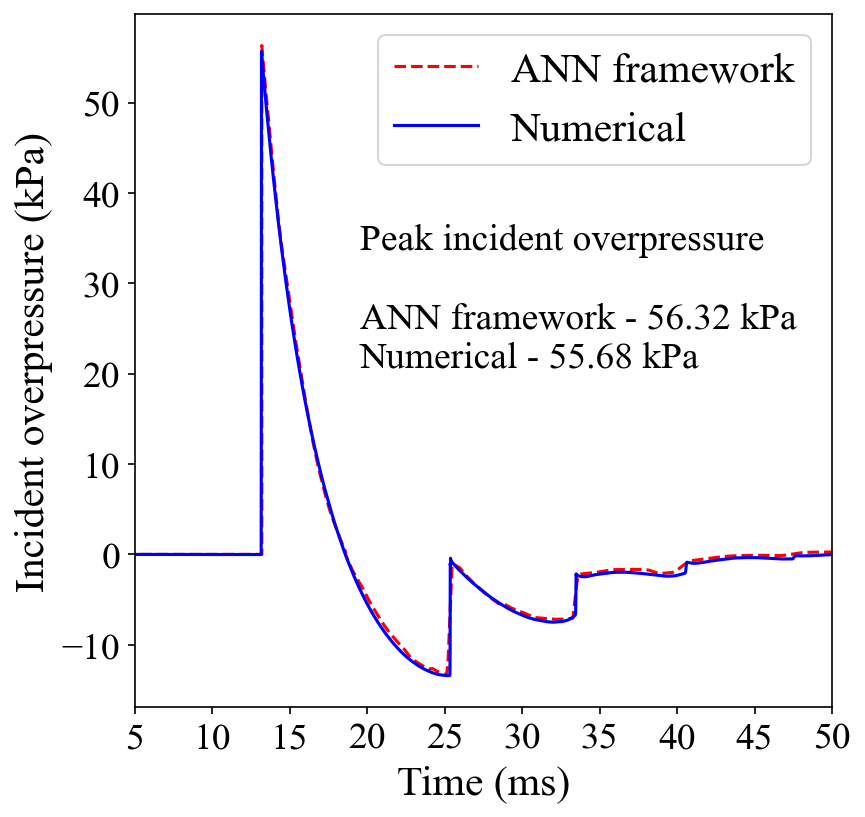 ANN framework
Numerical
Peak incident overpressure
ANN framework - 56.32 kPa
Numerical - 55.68 kPa
Incident overpressure (kPa)
50
40
30
20
10
0
−10
5 10 15 20 25 30 35 40 45 50
Time (ms)